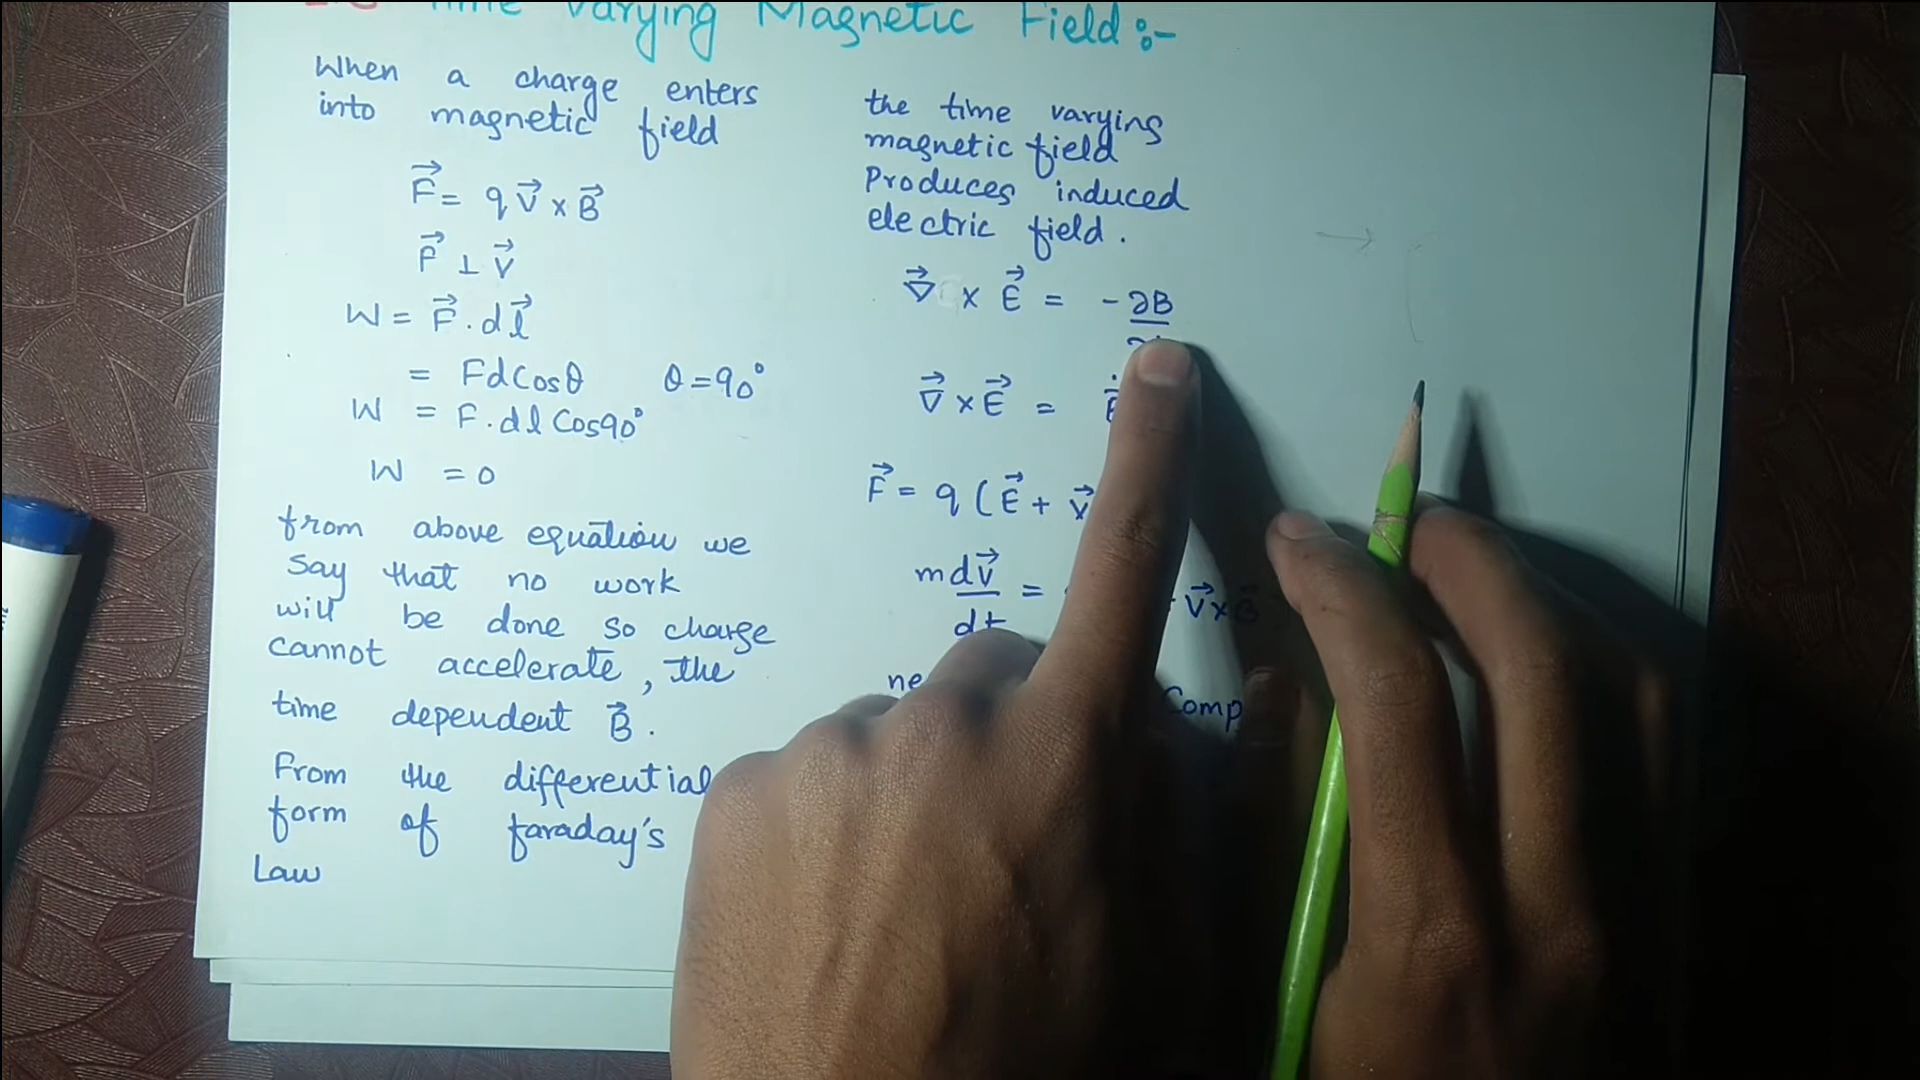 Time Varying Magnetic Field :-
When a charge enters
into magnetic field
F⃗ = q V⃗ × B⃗
F⃗ ⊥ V⃗
W = F⃗ . d l⃗
= Fd Cosθ θ = 90°
W = F. dl Cos90°
W = 0
from above equation we
Say that no work
will be done so charge
cannot accelerate, the
time dependent B⃗.
From the differential
form of faraday's
Law
the time varying
magnetic field
Produces induced
electric field.
∇⃗ × E⃗ = - ∂B
∇⃗ × E⃗ =
F⃗ = q (E⃗ + V⃗
m dv⃗ =
dt
V⃗ × B
Comp